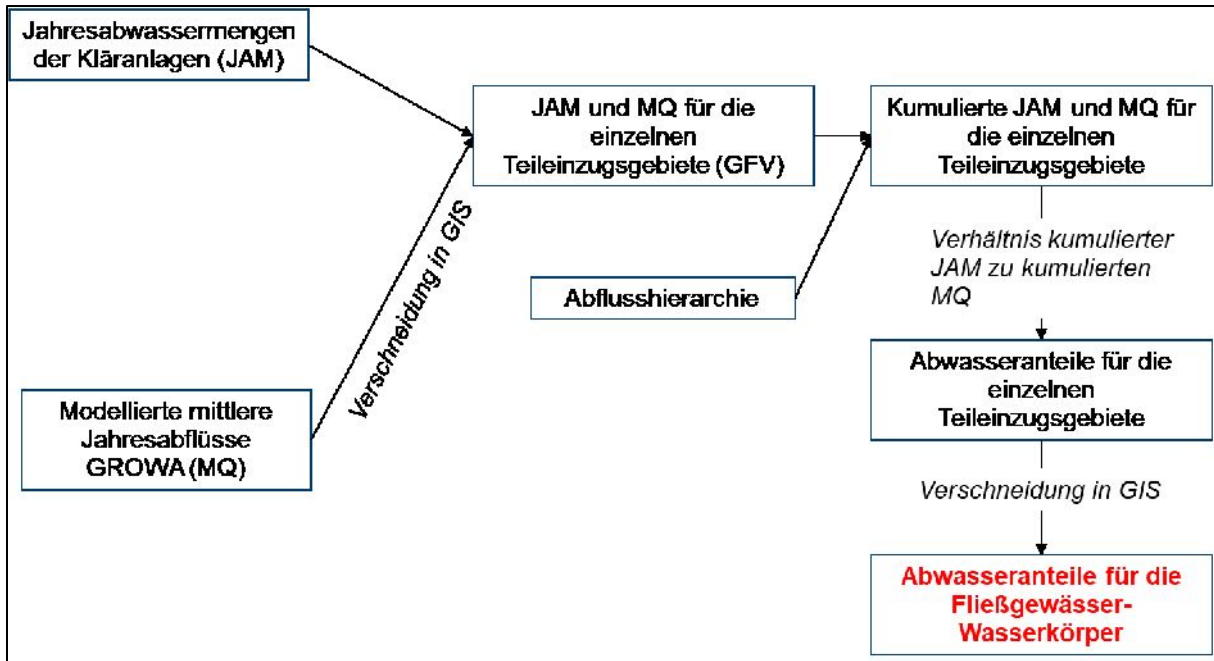 Jahresabwassermengen
der Kläranlagen (JAM)
JAM und MQ für die
einzelnen
Teileinzugsgebiete (GFV)
Kumulierte JAM und MQ für
die einzelnen
Teileinzugsgebiete
Verschneidung in GIS
Abflusshierarchie
Verhältnis kumulierter
JAM zu kumulierten
MQ
Modellierte mittlere
Jahresabflüsse
GROWA (MQ)
Abwasseranteile für die
einzelnen
Teileinzugsgebiete
Verschneidung in GIS
Abwasseranteile für die
Fließgewässer-
Wasserkörper